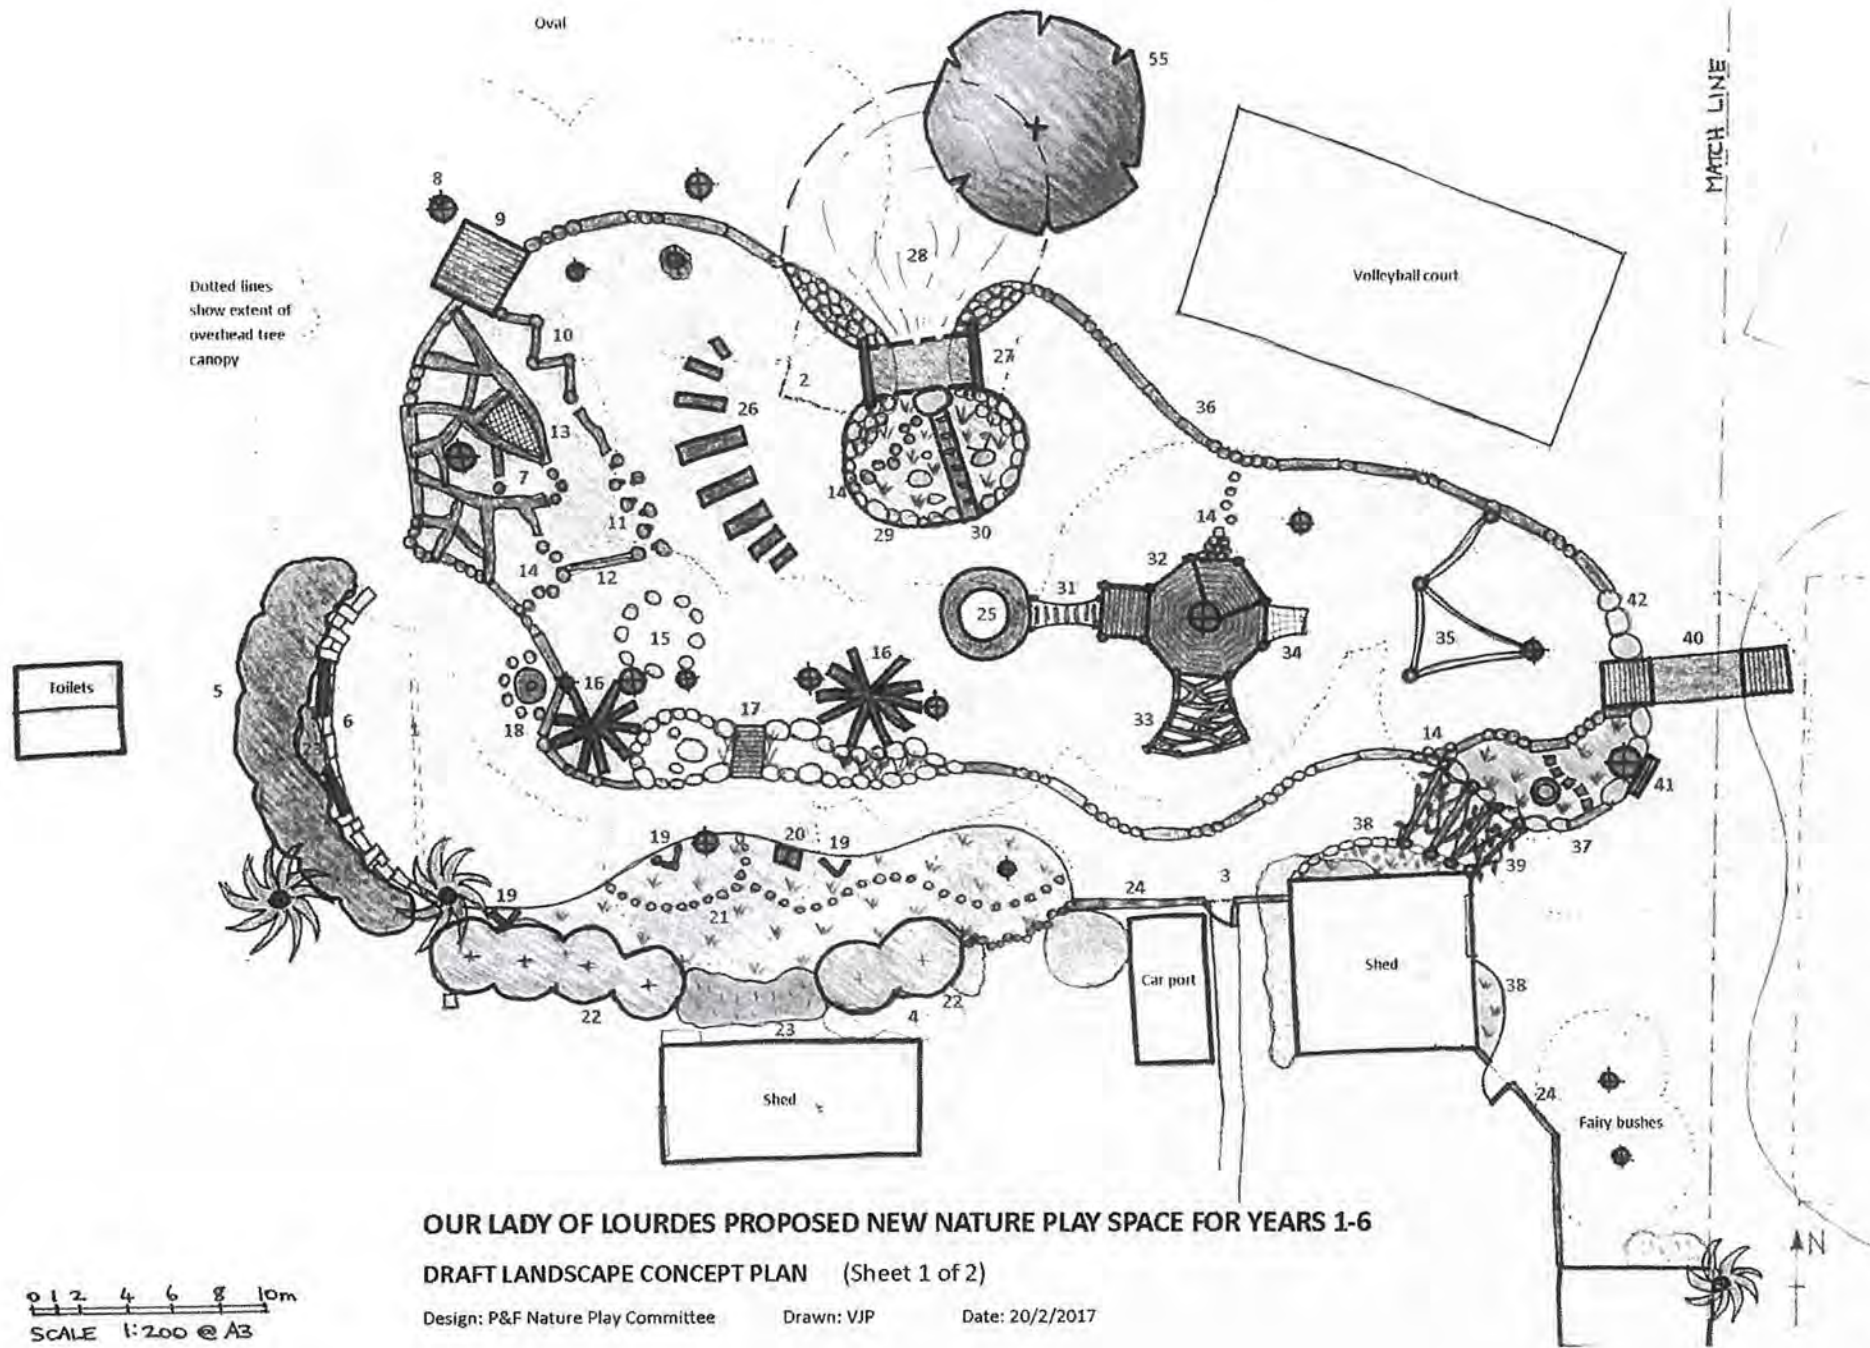 Oval
55
MATCH LINE
8
9
28
Volleyball court
Dotted lines
show extent of
overhead tree
canopy
10
27
2
26
36
13
7
14
11
29
30
14
14
12
32
31
25
42
15
35
34
40
16
16
Toilets
5
6
1
17
33
18
14
23
41
19
20
19
38
37
39
24
3
19
21
Shed
Car port
38
22
22
4
23
24
Shed
Fairy bushes
OUR LADY OF LOURDES PROPOSED NEW NATURE PLAY SPACE FOR YEARS 1-6
N
DRAFT LANDSCAPE CONCEPT PLAN (Sheet 1 of 2)
0 1 2 4 6 8 10m
Design: P&F Nature Play Committee Drawn: VJP Date: 20/2/2017
SCALE 1:200 @ A3